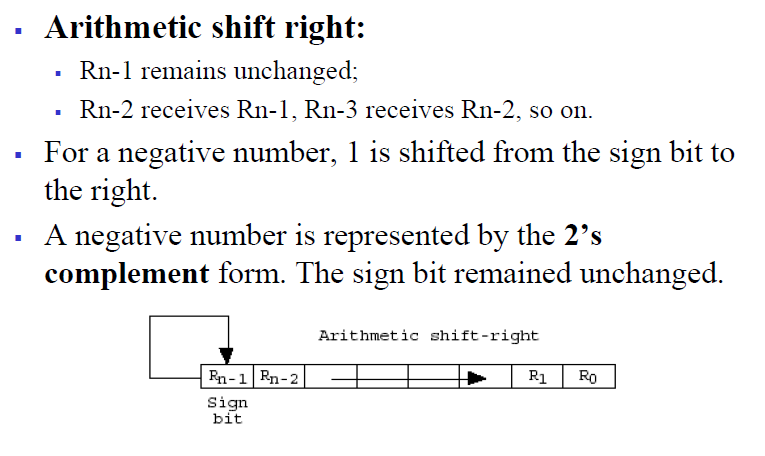 Arithmetic shift right:
Rn-1 remains unchanged;
Rn-2 receives Rn-1, Rn-3 receives Rn-2, so on.
For a negative number, 1 is shifted from the sign bit to
the right.
A negative number is represented by the 2’s
complement form. The sign bit remained unchanged.
Arithmetic shift-right
Rn-1 Rn-2 R1 R0
Sign
bit